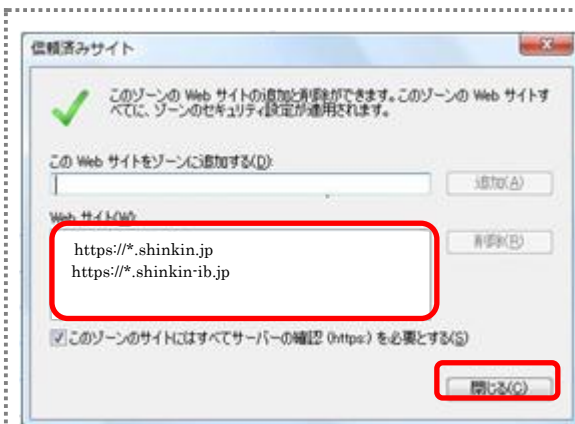 信頼済みサイト
このゾーンの Web サイトの追加と削除ができます。このゾーンの Web サイトす
べてに、ゾーンのセキュリティ設定が適用されます。
この Web サイトをゾーンに追加する(D):
追加(A)
Web サイト(W):
削除(R)
https://*.shinkin.jp
https://*.shinkin-ib.jp
このゾーンのサイトにはすべてサーバーの確認 (https:) を必要とする(S)
閉じる(C)